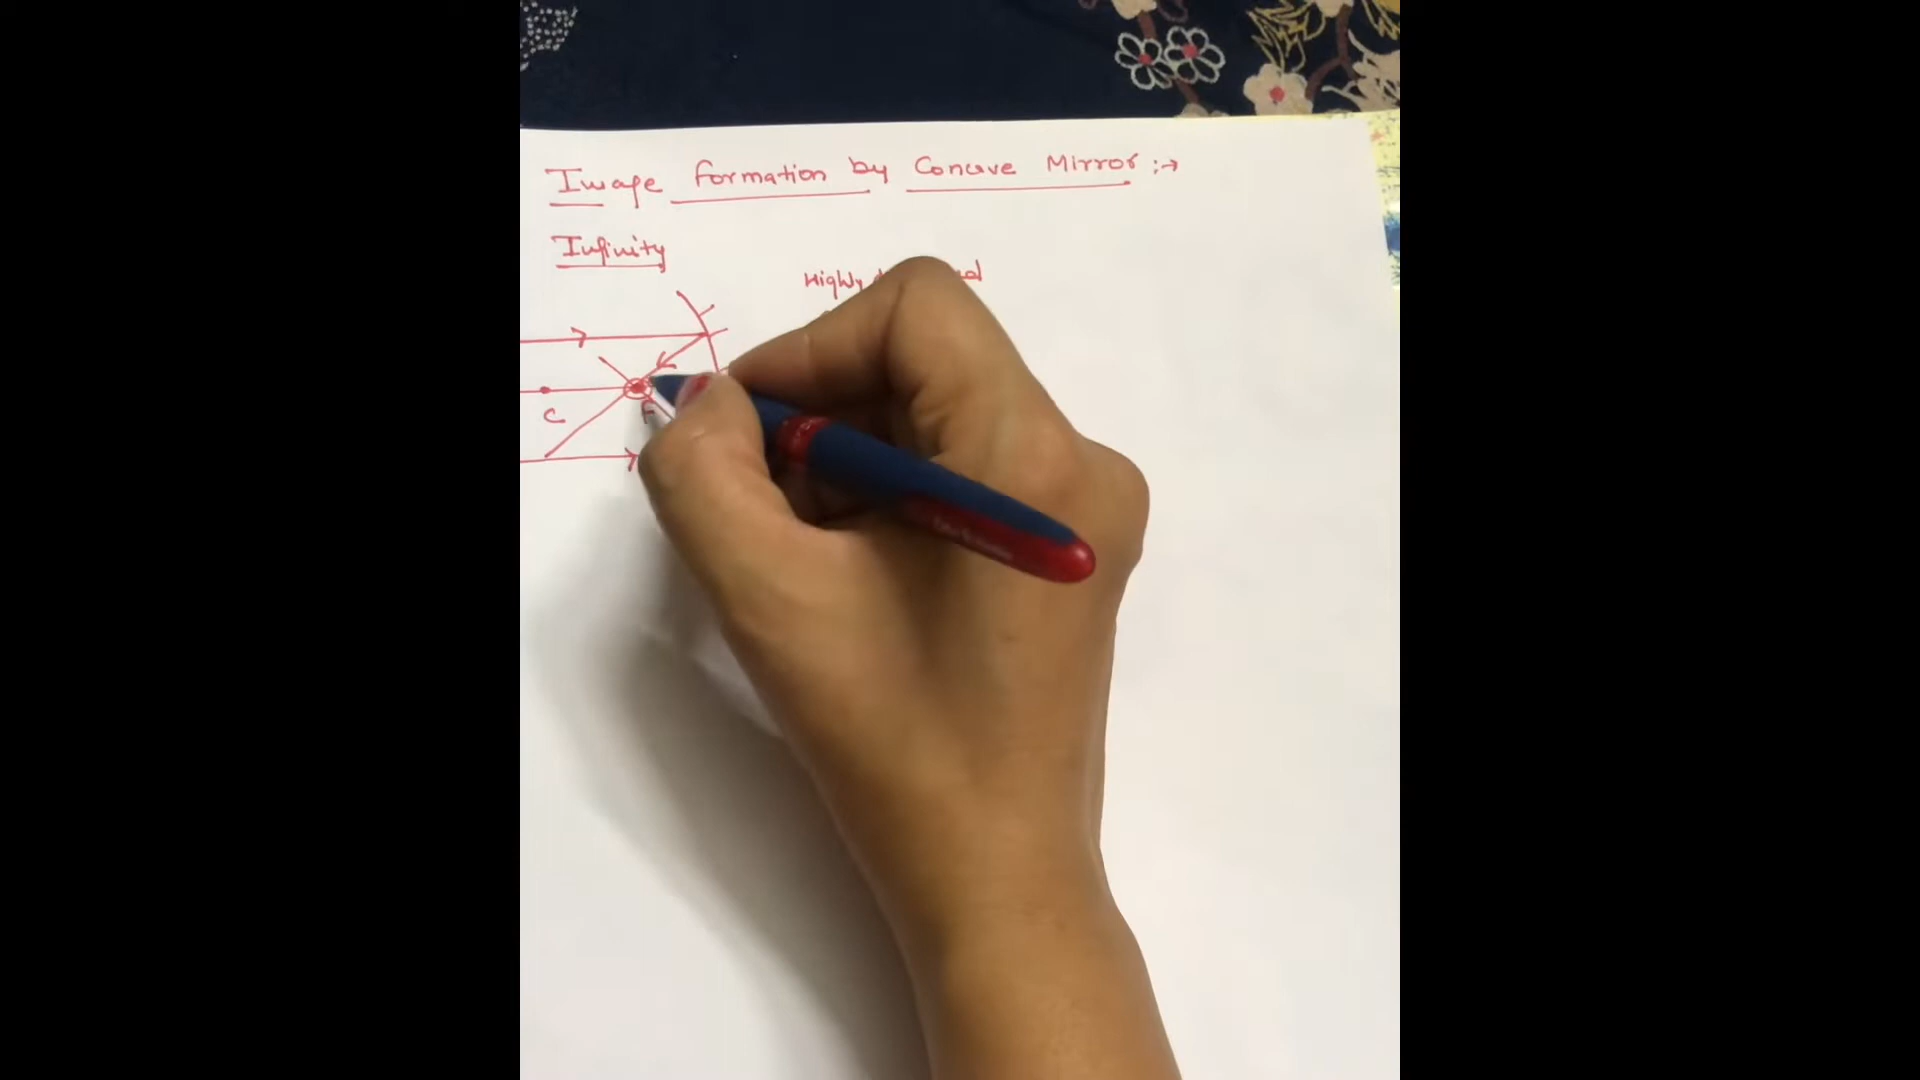 Image formation by Concave Mirror :→
Infinity
Highly
C
F